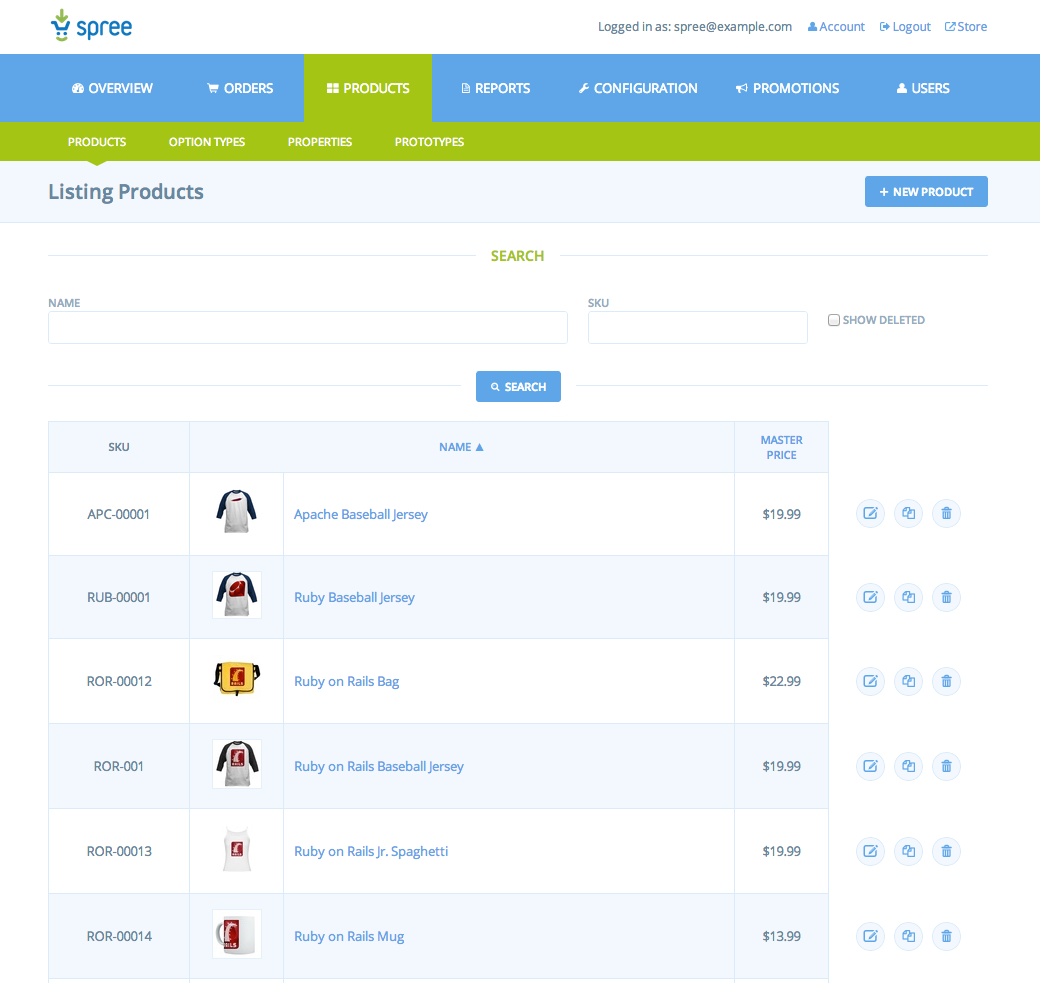 spree
Logged in as: spree@example.com Account Logout Store
OVERVIEW ORDERS PRODUCTS REPORTS CONFIGURATION PROMOTIONS USERS
PRODUCTS OPTION TYPES PROPERTIES PROTOTYPES
Listing Products
+ NEW PRODUCT
SEARCH
NAME SKU
SHOW DELETED
SEARCH
SKU NAME ▲ MASTER
PRICE
APC-00001 Apache Baseball Jersey $19.99
RUB-00001 Ruby Baseball Jersey $19.99
ROR-00012 Ruby on Rails Bag $22.99
RAILS
ROR-001 Ruby on Rails Baseball Jersey $19.99
RAILS
ROR-00013 Ruby on Rails Jr. Spaghetti $19.99
RAILS
ROR-00014 Ruby on Rails Mug $13.99
RAILS